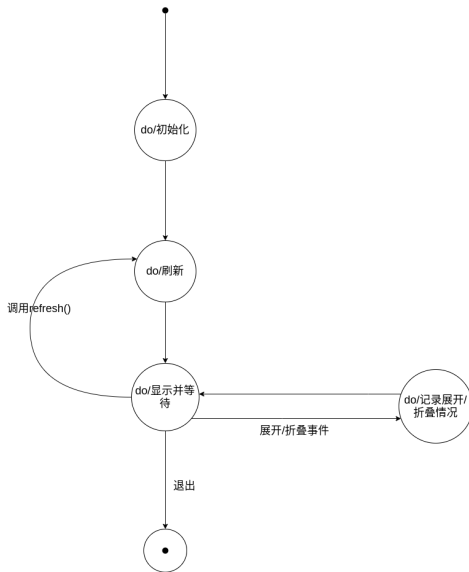 do/初始化
do/刷新
调用refresh()
do/显示并等
待
do/记录展开/
折叠情况
展开/折叠事件
退出